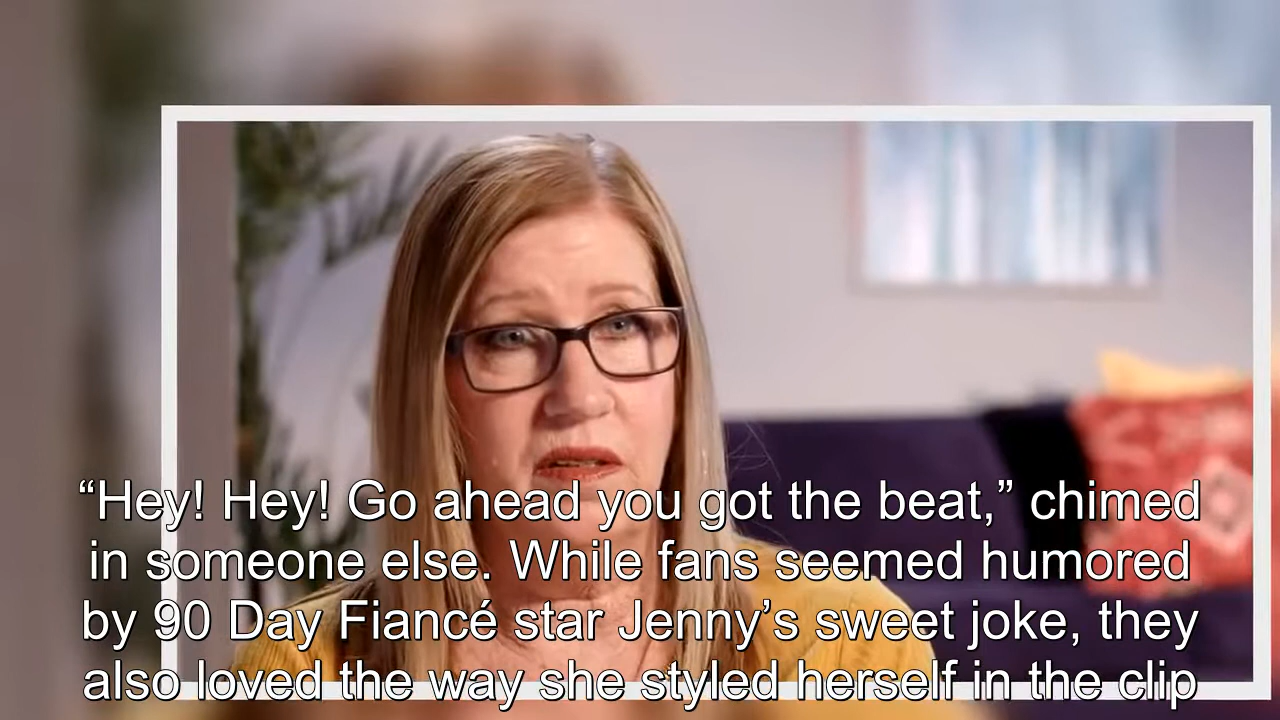 “Hey! Hey! Go ahead you got the beat,” chimed
in someone else. While fans seemed humored
by 90 Day Fiancé star Jenny’s sweet joke, they
also loved the way she styled herself in the clip